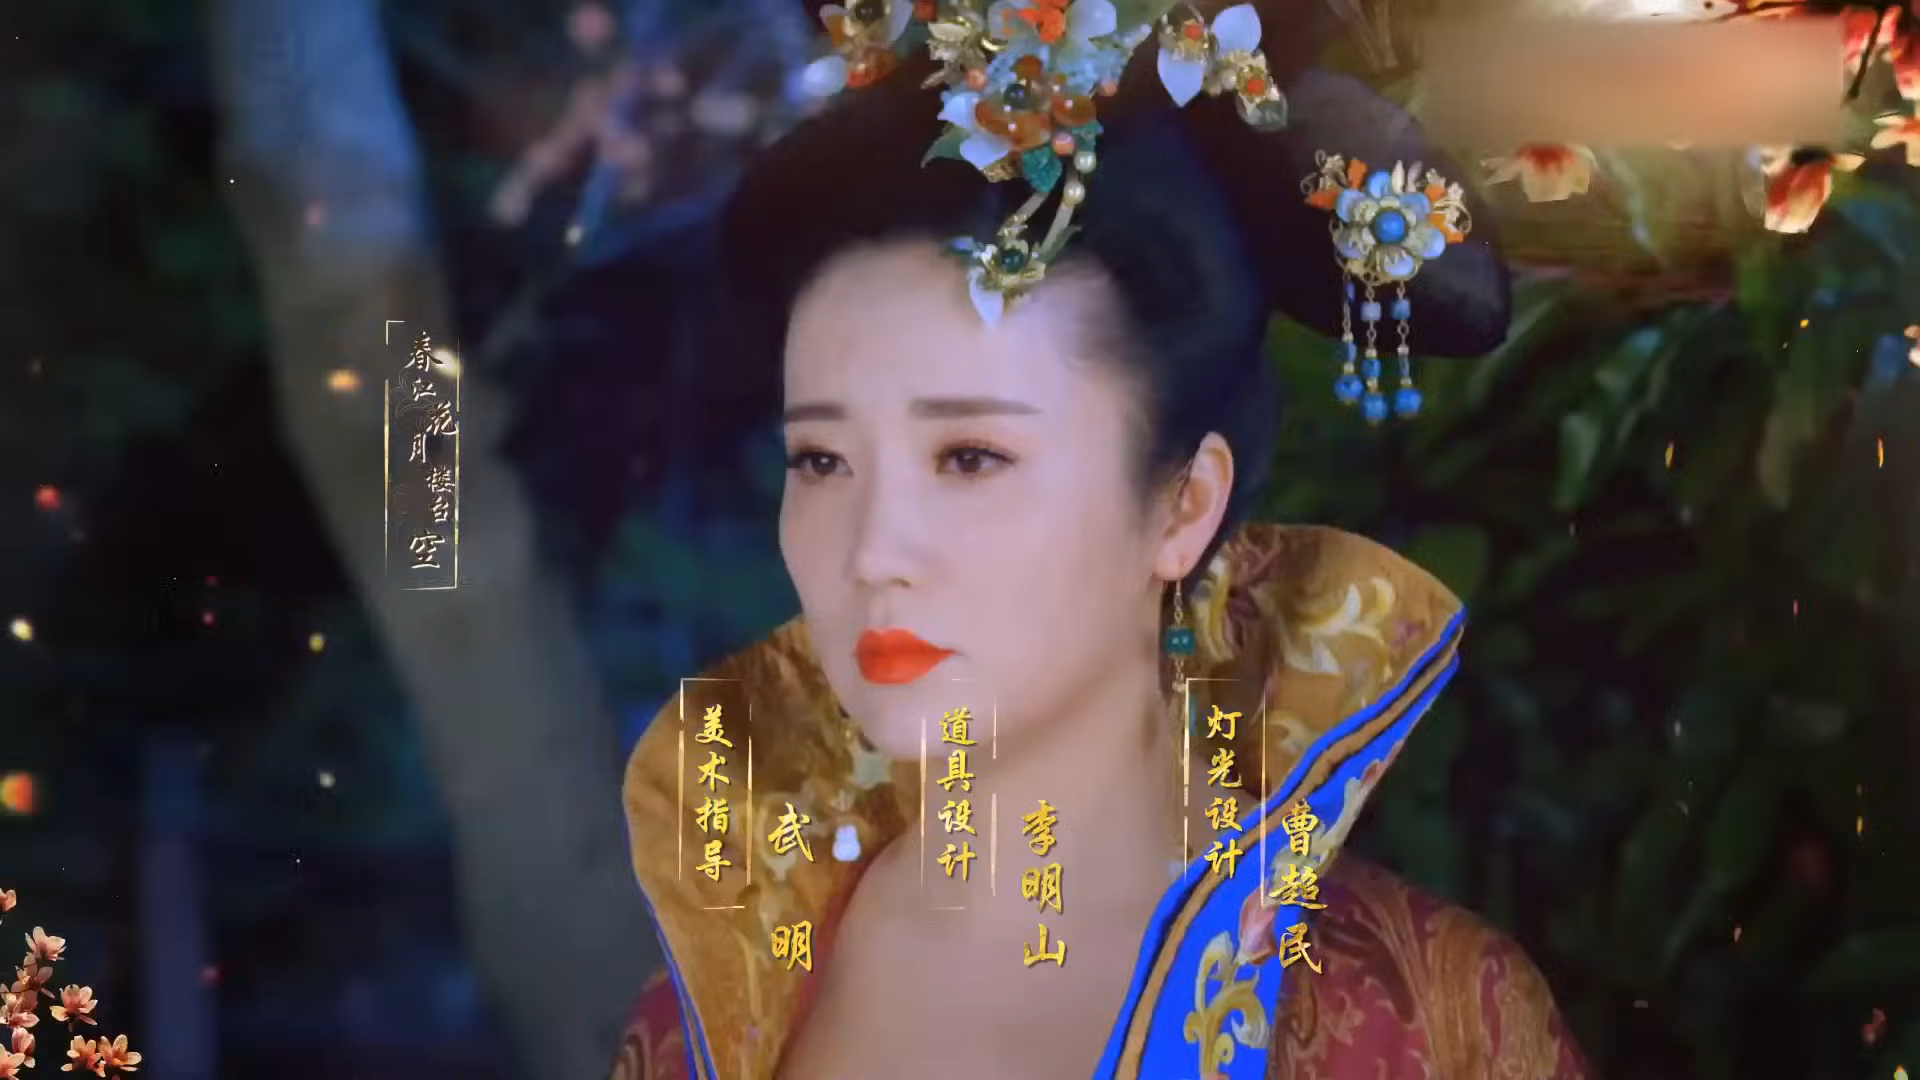 春江花月楼台空
美术指导
武明
道具设计
李明山
灯光设计
曹超民